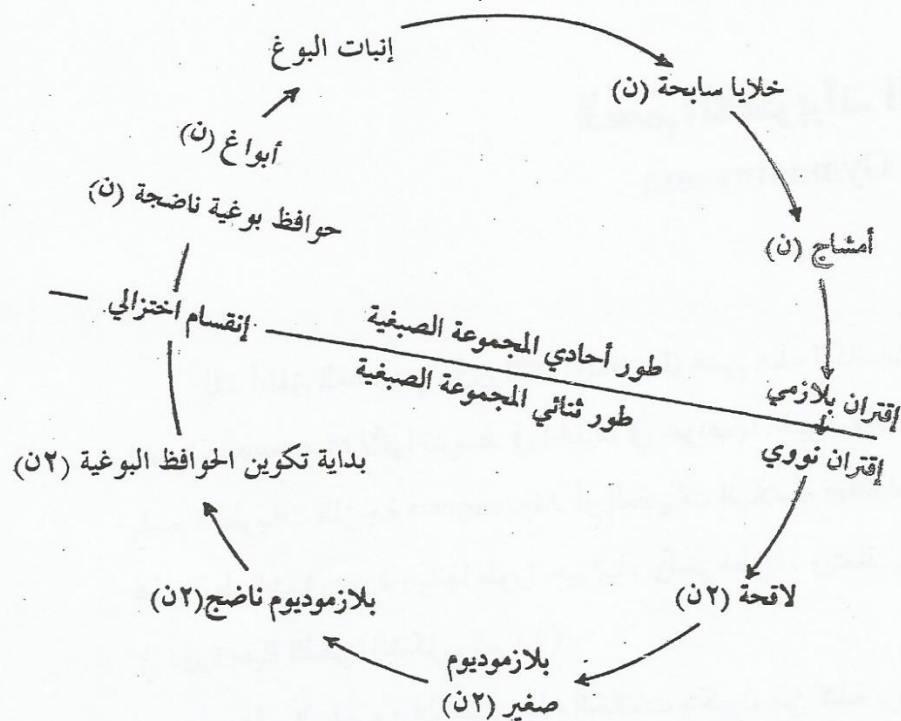 إنبات البوغ
خلايا سابحة (ن)
أمشاج (ن)
إقتران بلازمي
إقتران نووي
لاقحة (٢ن)
بلازموديوم
صغير (٢ن)
بلازموديوم ناضج (٢ن)
بداية تكوين الحوافظ البوغية (٢ن)
إنقسام اختزالي
حوافظ بوغية ناضجة (ن)
أبواغ (ن)
طور أحادي المجموعة الصبغية
طور ثنائي المجموعة الصبغية